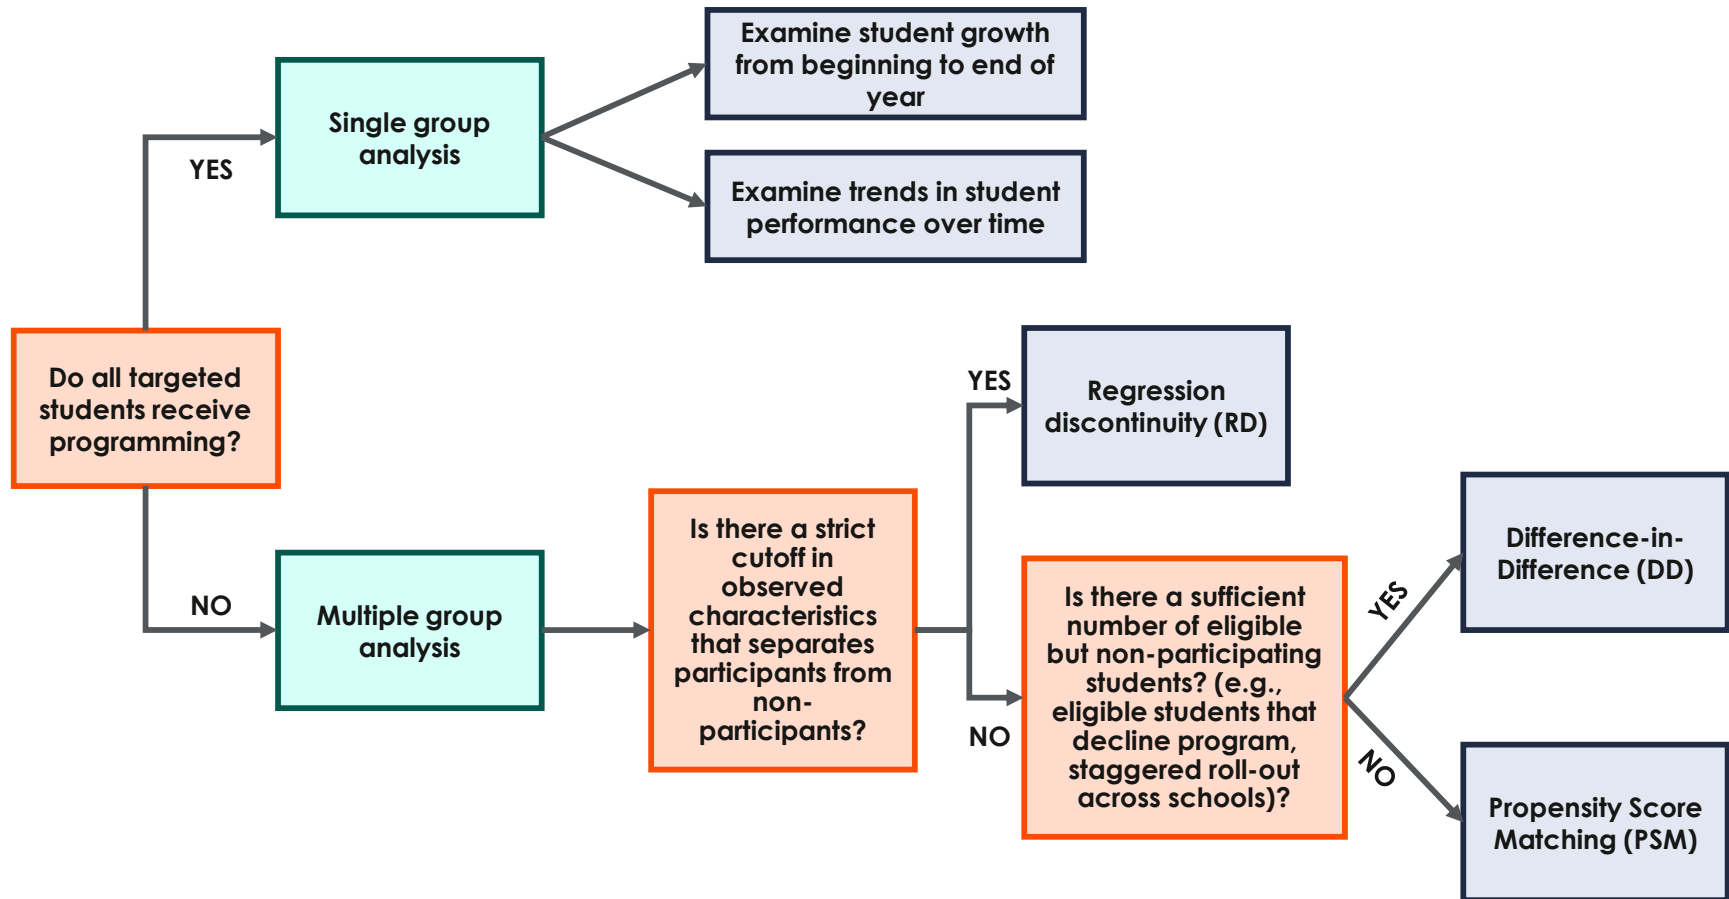 Examine student growth
from beginning to end of
year
Single group
analysis
YES
Examine trends in student
performance over time
Do all targeted
students receive
programming?
YES
Regression
discontinuity (RD)
NO
Multiple group
analysis
Is there a strict
cutoff in
observed
characteristics
that separates
participants from
non-
participants?
NO
Is there a sufficient
number of eligible
but non-participating
students? (e.g.,
eligible students that
decline program,
staggered roll-out
across schools)?
YES
Difference-in-
Difference (DD)
NO
Propensity Score
Matching (PSM)